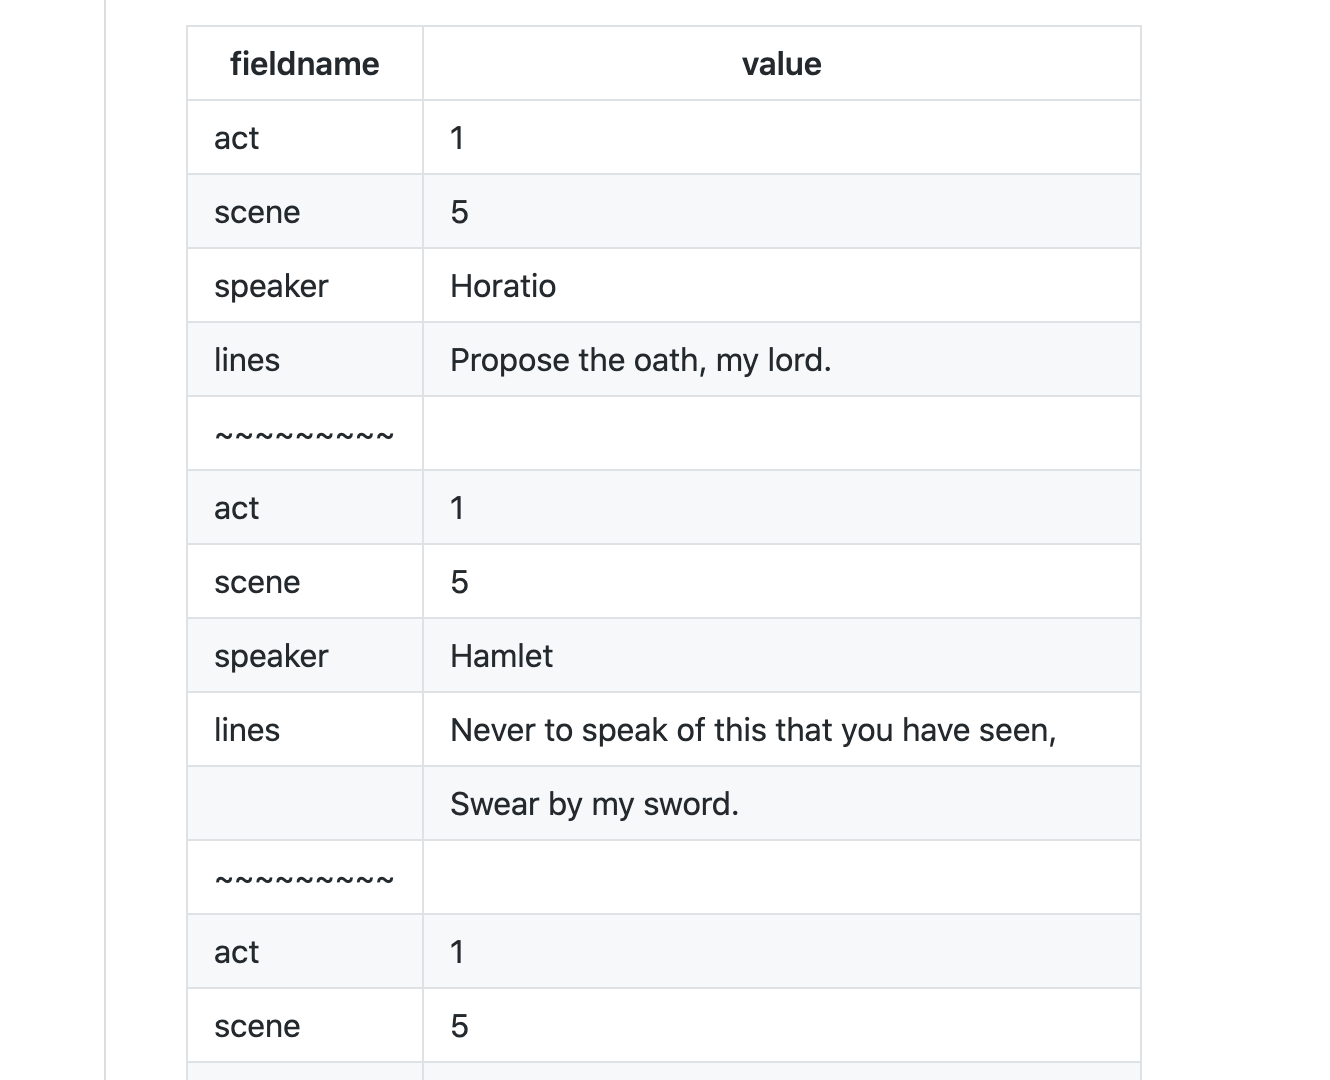 fieldname value
act 1
scene 5
speaker Horatio
lines Propose the oath, my lord.
~~~~~~~~~
act 1
scene 5
speaker Hamlet
lines Never to speak of this that you have seen,
Swear by my sword.
~~~~~~~~~
act 1
scene 5